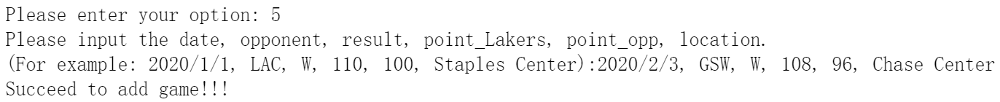 Please enter your option: 5
Please input the date, opponent, result, point_Lakers, point_opp, location.
(For example: 2020/1/1, LAC, W, 110, 100, Staples Center):2020/2/3, GSW, W, 108, 96, Chase Center
Succeed to add game!!!